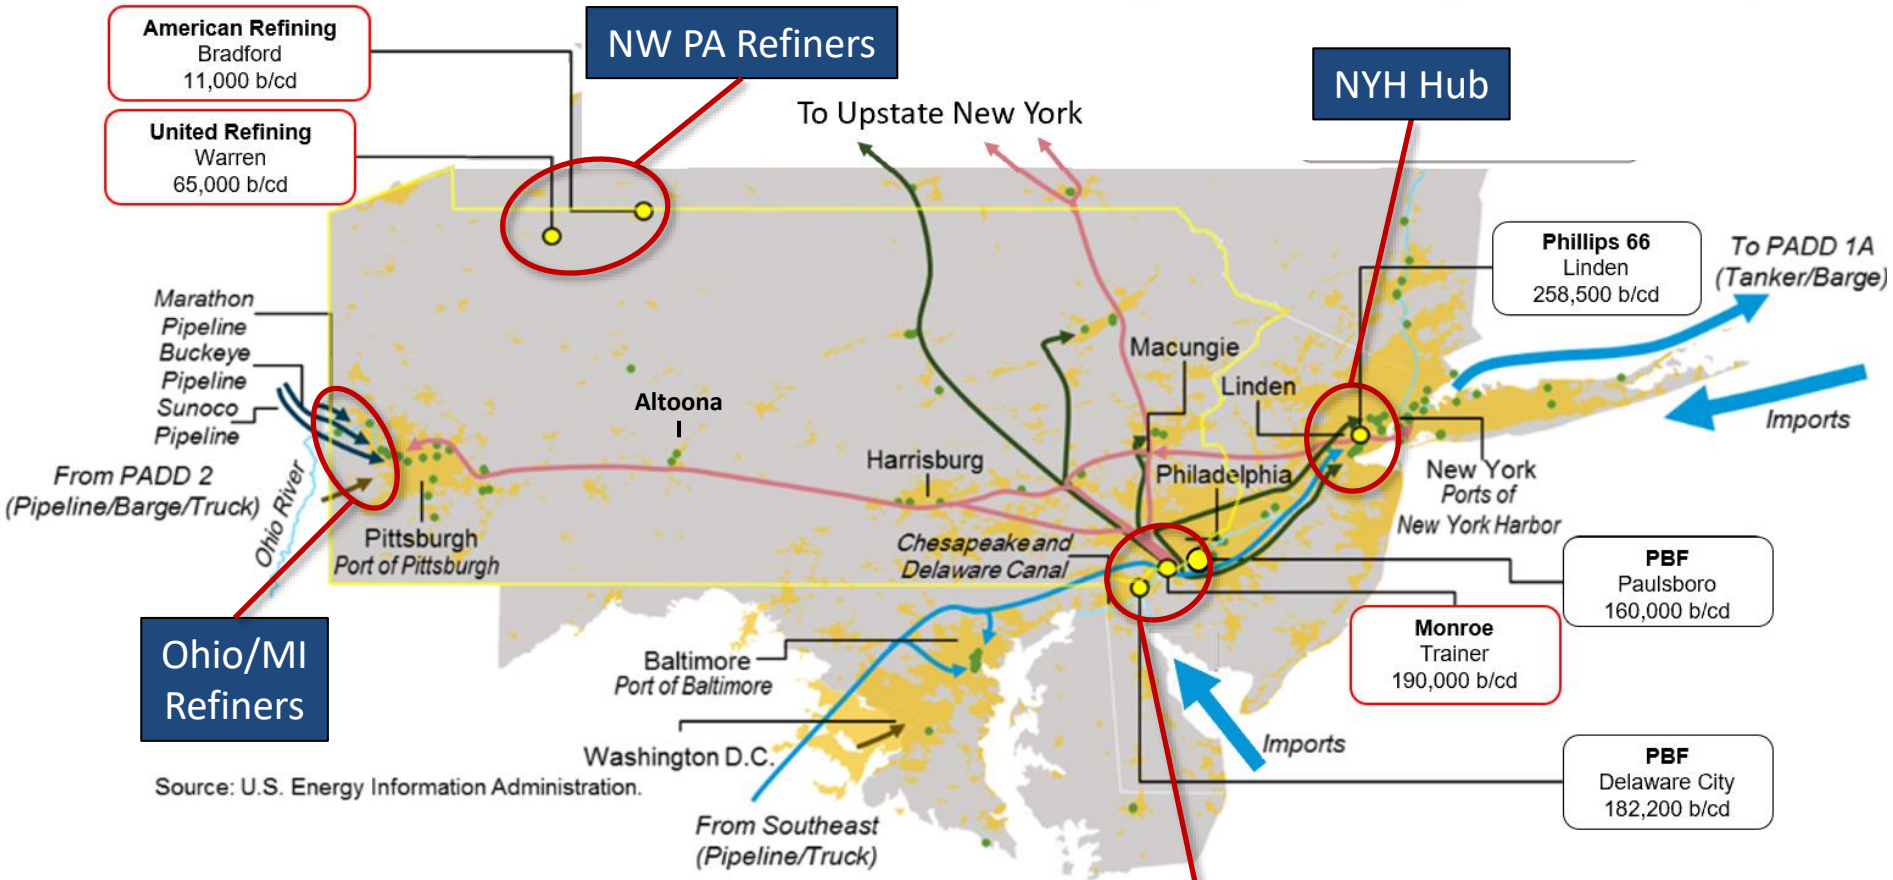 American Refining
Bradford
11,000 b/cd
United Refining
Warren
65,000 b/cd
NW PA Refiners
To Upstate New York
NYH Hub
Phillips 66
Linden
258,500 b/cd
To PADD 1A
(Tanker/Barge)
Marathon
Pipeline
Buckeye
Pipeline
Sunoco
Pipeline
From PADD 2
(Pipeline/Barge/Truck)
Ohio River
Altoona
Macungie
Linden
Imports
Harrisburg
Philadelphia
New York
Ports of
New York Harbor
Pittsburgh
Port of Pittsburgh
Chesapeake and
Delaware Canal
PBF
Paulsboro
160,000 b/cd
Monroe
Trainer
190,000 b/cd
Ohio/MI
Refiners
Baltimore
Port of Baltimore
Washington D.C.
Imports
PBF
Delaware City
182,200 b/cd
Source: U.S. Energy Information Administration.
From Southeast
(Pipeline/Truck)